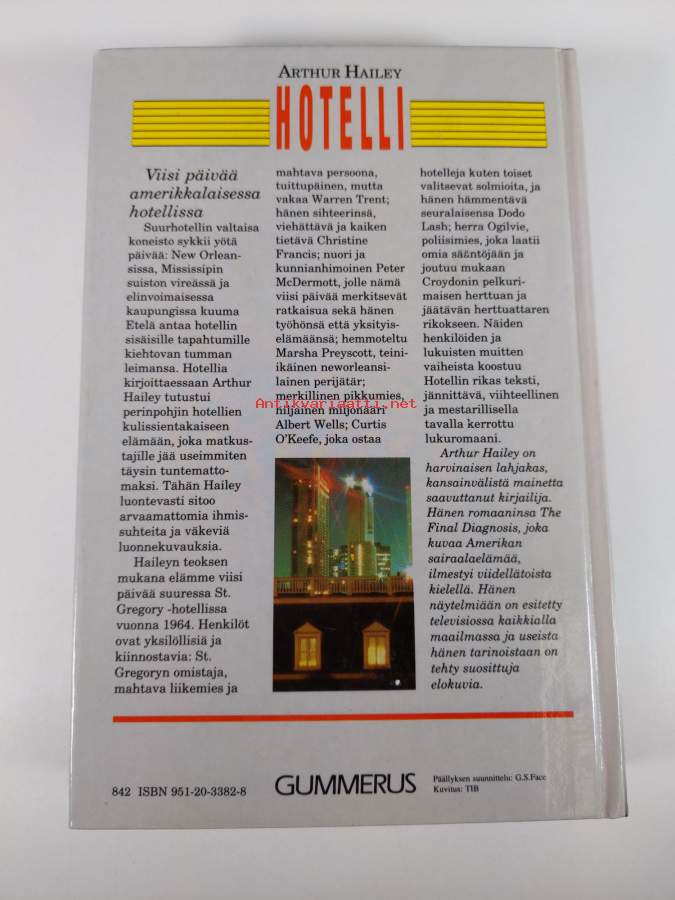 ARTHUR HAILEY
HOTELLI
Viisi päivää
amerikkalaisessa
hotellissa
Suurhotellin valtaisa
koneisto sykkii yötä
päivää: New Orlean-
sissa, Mississipin
suiston vireässä ja
elinvoimaisessa
kaupungissa kuuma
Etelä antaa hotellin
sisäisille tapahtumille
kiehtovan tumman
leimansa. Hotellia
kirjoittaessaan Arthur
Hailey tutustui
perinpohjin hotellien
kulissientakaiseen
elämään, joka matkus-
tajille jää useimmiten
täysin tuntematto-
maksi. Tähän Hailey
luontevasti sitoo
arvaamattomia ihmis-
suhteita ja väkeviä
luonnekuvauksia.
Haileyn teoksen
mukana elämme viisi
päivää suuressa St.
Gregory -hotellissa
vuonna 1964. Henkilöt
ovat yksilöllisiä ja
kiinnostavia: St.
Gregoryn omistaja,
mahtava liikemies ja
mahtava persoona,
tuittupäinen, mutta
vakaa Warren Trent;
hänen sihteerinsä,
viehättävä ja kaiken
tietävä Christine
Francis; nuori ja
kunnianhimoinen Peter
McDermott, jolle nämä
viisi päivää merkitsevät
ratkaisua sekä hänen
työhönsä että yksityis-
elämäänsä; hemmoteltu
Marsha Preyscott, teini-
ikäinen neworleansi-
lainen perijätär;
merkillinen pikkumies,
hiljainen miljonääri
Albert Wells; Curtis
O'Keefe, joka ostaa
hotelleja kuten toiset
valitsevat solmioita, ja
hänen hämmentävä
seuralaisensa Dodo
Lash; herra Ogilvie,
poliisimies, joka laatii
omia sääntöjään ja
joutuu mukaan
Croydonin pelkuri-
maisen herttuan ja
jäätävän herttuattaren
rikokseen. Näiden
henkilöiden ja
lukuisten muitten
vaiheista koostuu
Hotellin rikas teksti,
jännittävä, viihteellinen
ja mestarillisella
tavalla kerrottu
lukuromaani.
Arthur Hailey on
harvinaisen lahjakas,
kansainvälistä mainetta
saavuttanut kirjailija.
Hänen romaaninsa The
Final Diagnosis, joka
kuvaa Amerikan
sairaalaelämää,
ilmestyi viidellätoista
kielellä. Hänen
näytelmiään on esitetty
televisiossa kaikkialla
maailmassa ja useista
hänen tarinoistaan on
tehty suosittuja
elokuvia.
Antikvariaatti.net
842 ISBN 951-20-3382-8
GUMMERUS
Päällyksen suunnittelu: G.S.Face
Kuvitus: TIB